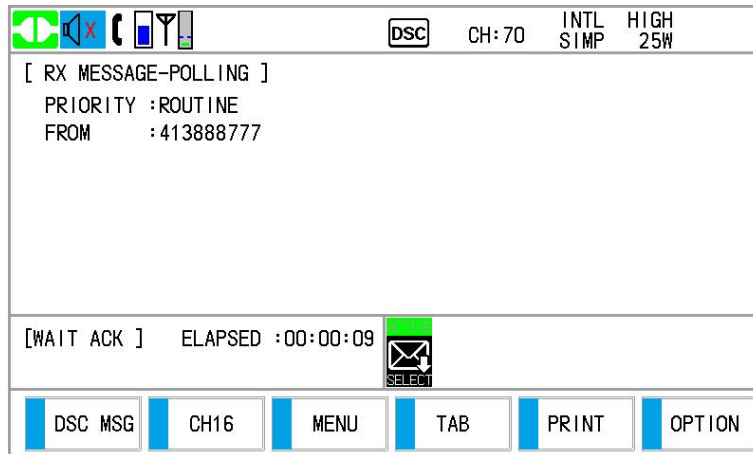 DSC CH:70 INTL HIGH
SIMP 25W
[ RX MESSAGE-POLLING ]
PRIORITY :ROUTINE
FROM :413888777
[WAIT ACK ] ELAPSED :00:00:09
SELECT
DSC MSG CH16 MENU TAB PRINT OPTION